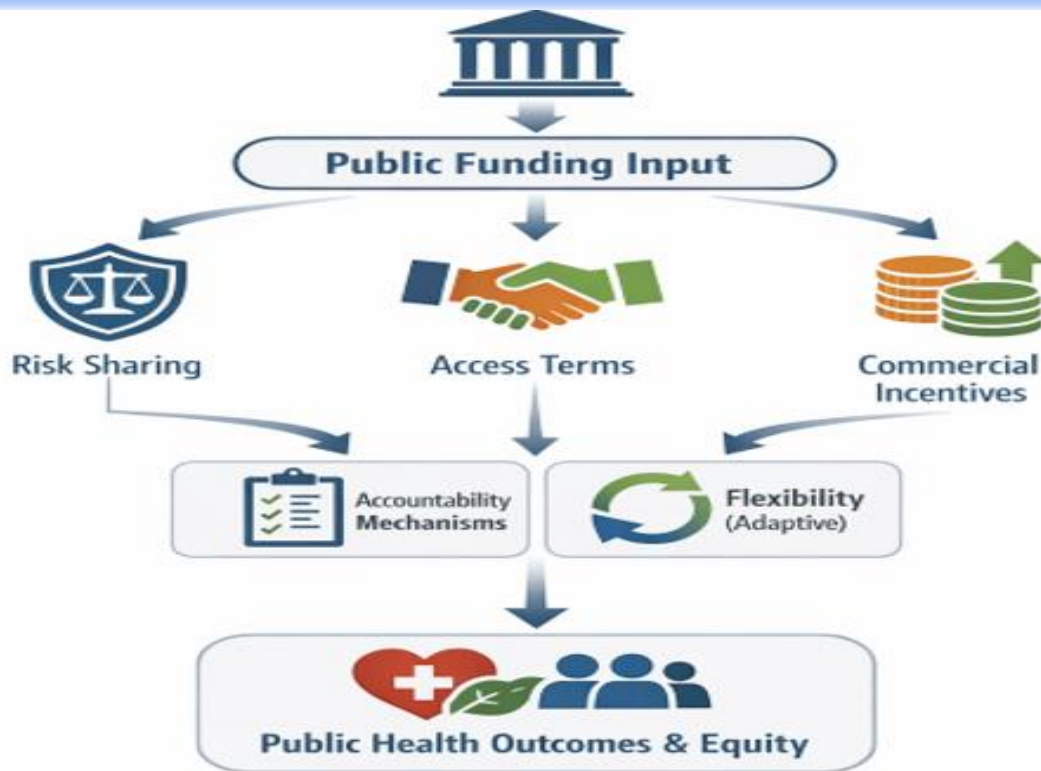 Public Funding Input
Risk Sharing
Access Terms
Commercial
Incentives
Accountability
Mechanisms
Flexibility
(Adaptive)
Public Health Outcomes & Equity